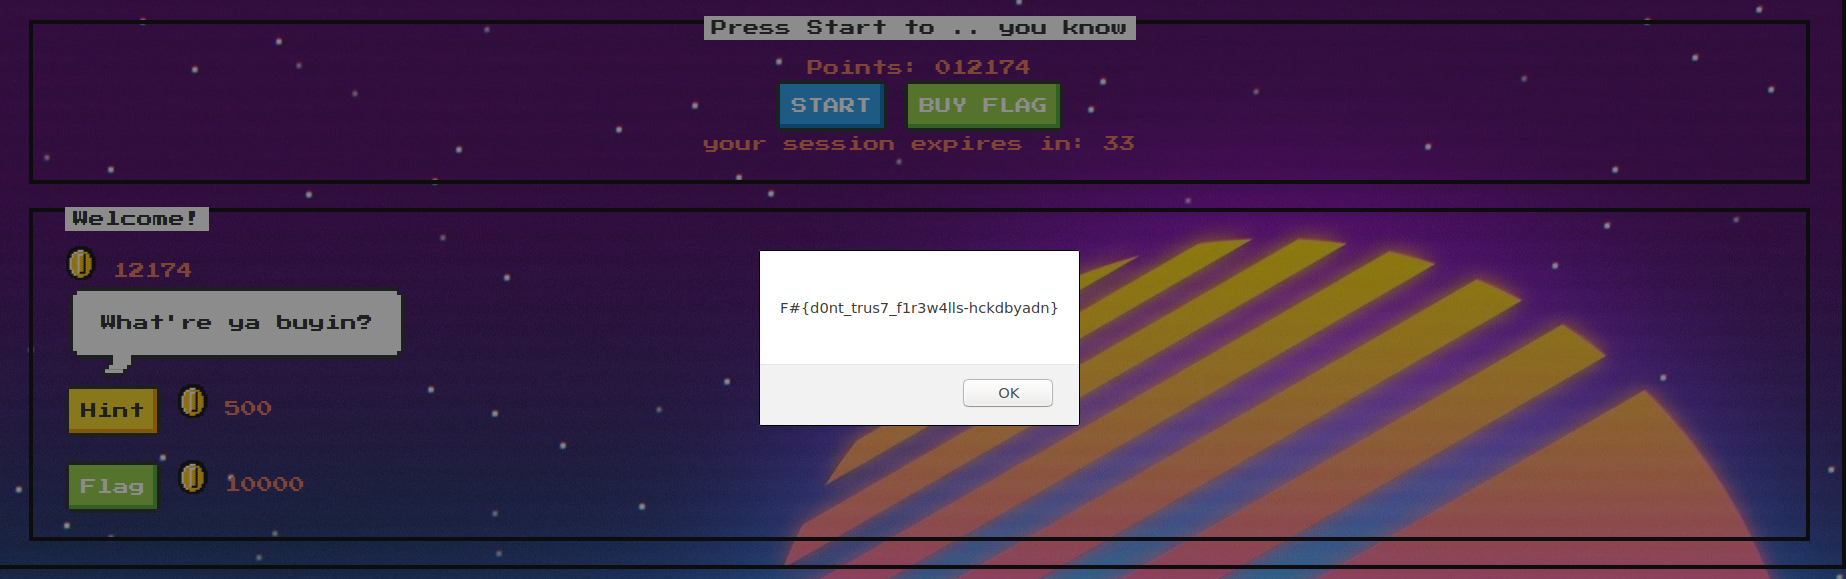 Press Start to .. you know
Points: 012174
START
BUY FLAG
your session expires in: 33
Welcome!
12174
What're ya buyin?
Hint
500
Flag
10000
F#{d0nt_trus7_f1r3w4lls-hckdbyadn}
OK